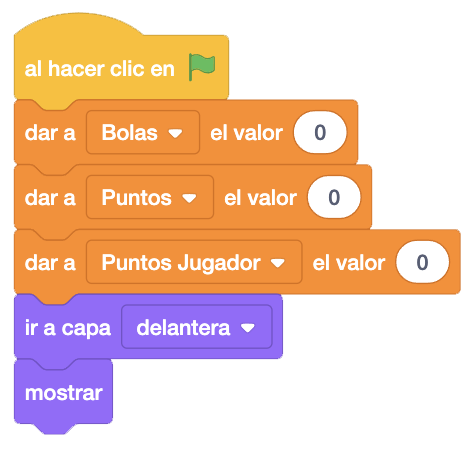 al hacer clic en
dar a Bolas el valor 0
dar a Puntos el valor 0
dar a Puntos Jugador el valor 0
ir a capa delantera
mostrar